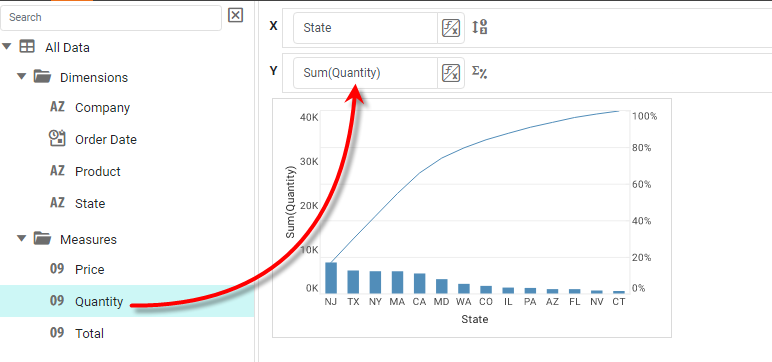 Search
All Data
Dimensions
AZ Company
Order Date
AZ Product
AZ State
Measures
09 Price
09 Quantity
09 Total
X State
Y Sum(Quantity)
Sum(Quantity)
40K
30K
20K
10K
0K
100%
80%
60%
40%
20%
0%
NJ TX NY MA CA MD WA CO IL PA AZ FL NV CT
State